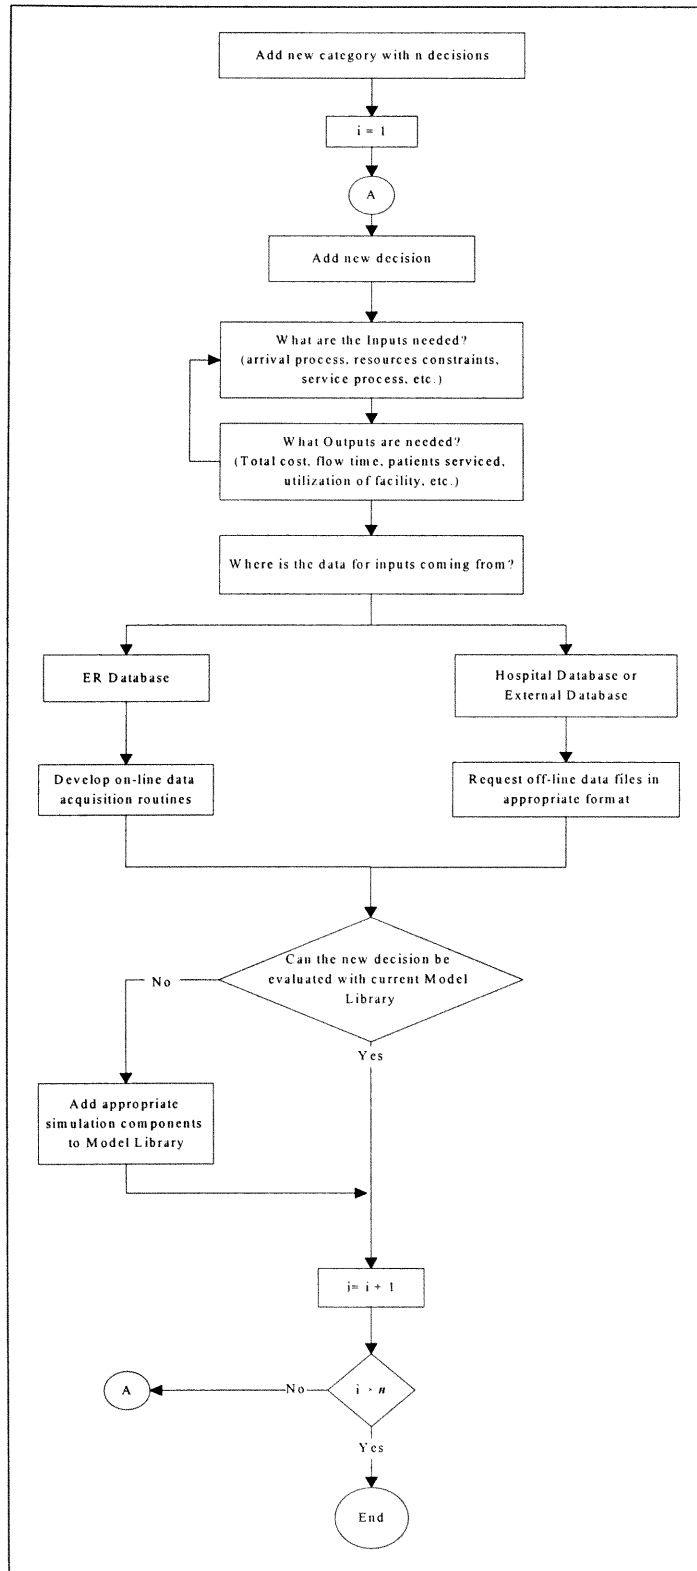 Add new category with n decisions
i = 1
A
Add new decision
What are the Inputs needed?
(arrival process, resources constraints,
service process, etc.)
What Outputs are needed?
(Total cost, flow time, patients serviced,
utilization of facility, etc.)
Where is the data for inputs coming from?
ER Database
Hospital Database or
External Database
Develop on-line data
acquisition routines
Request off-line data files in
appropriate format
Can the new decision be
evaluated with current Model
Library
No
Yes
Add appropriate
simulation components
to Model Library
i= i + 1
i > n
No
A
Yes
End